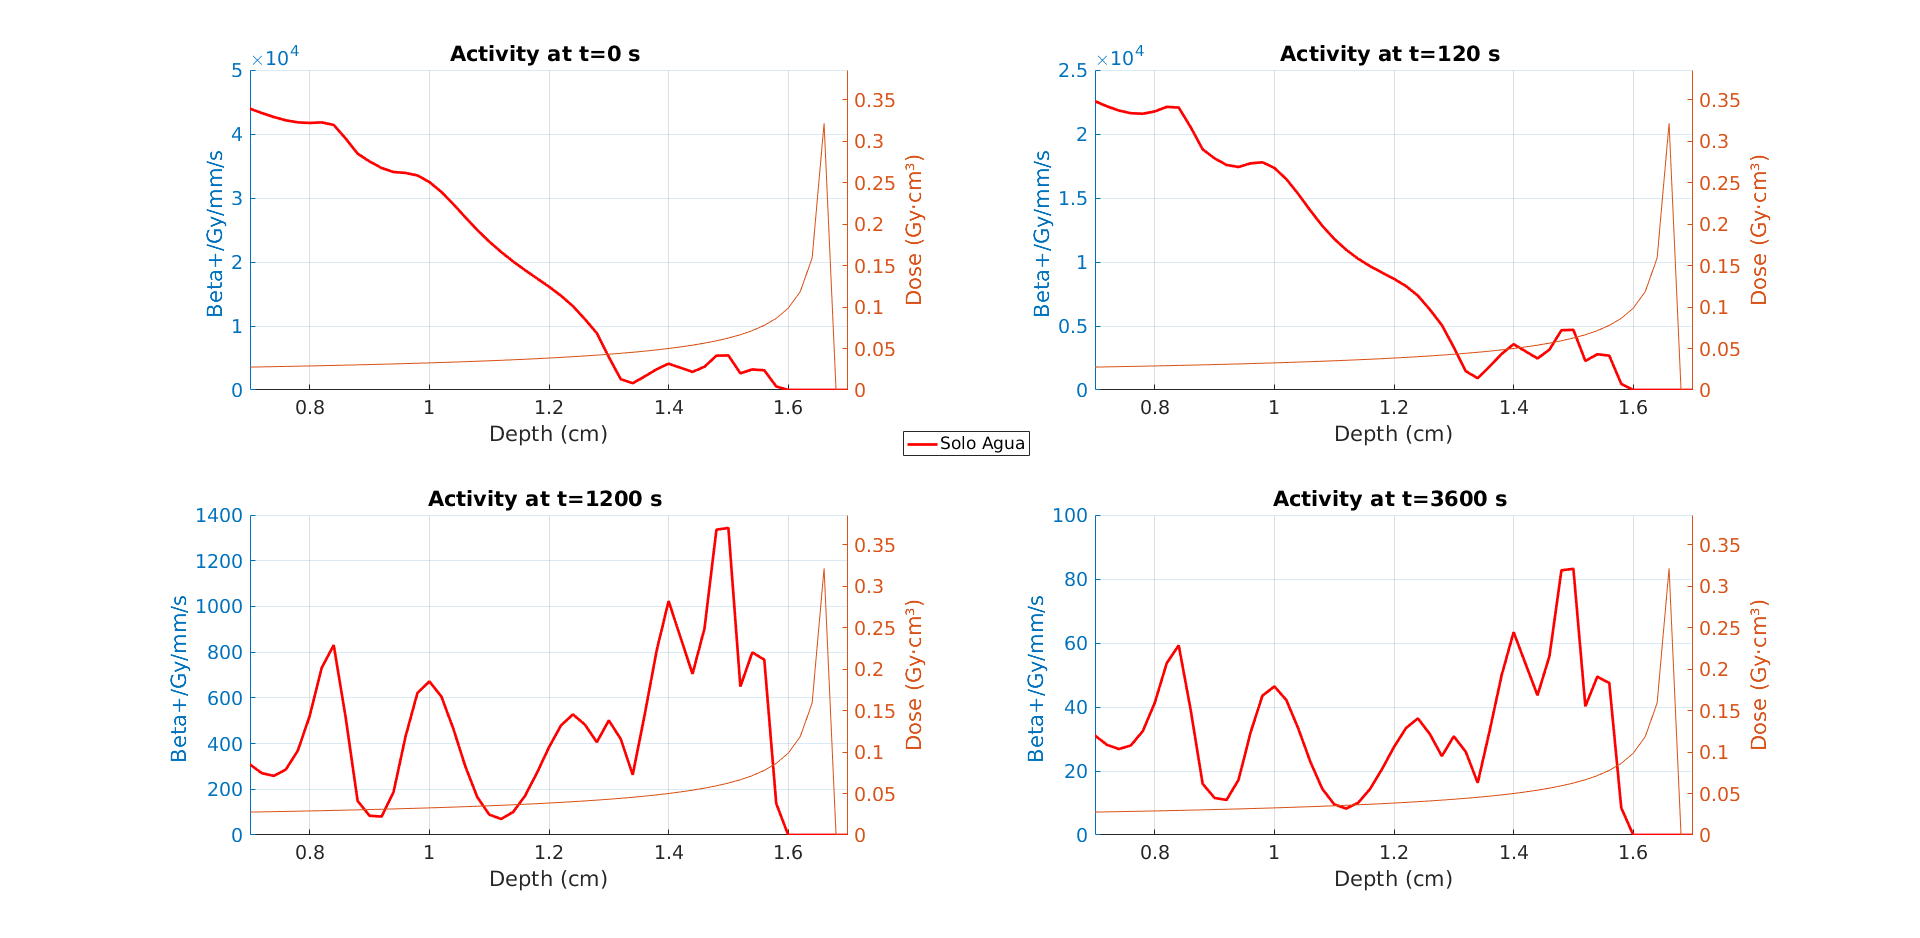 Activity at t=0 s
×10⁴
5
4
3
2
1
0
Beta+/Gy/mm/s
0.35
0.3
0.25
0.2
0.15
0.1
0.05
0
Dose (Gy·cm³)
0.8 1 1.2 1.4 1.6
Depth (cm)
Activity at t=120 s
×10⁴
2.5
2
1.5
1
0.5
0
Beta+/Gy/mm/s
0.35
0.3
0.25
0.2
0.15
0.1
0.05
0
Dose (Gy·cm³)
0.8 1 1.2 1.4 1.6
Depth (cm)
Solo Agua
Activity at t=1200 s
1400
1200
1000
800
600
400
200
0
Beta+/Gy/mm/s
0.35
0.3
0.25
0.2
0.15
0.1
0.05
0
Dose (Gy·cm³)
0.8 1 1.2 1.4 1.6
Depth (cm)
Activity at t=3600 s
100
80
60
40
20
0
Beta+/Gy/mm/s
0.35
0.3
0.25
0.2
0.15
0.1
0.05
0
Dose (Gy·cm³)
0.8 1 1.2 1.4 1.6
Depth (cm)